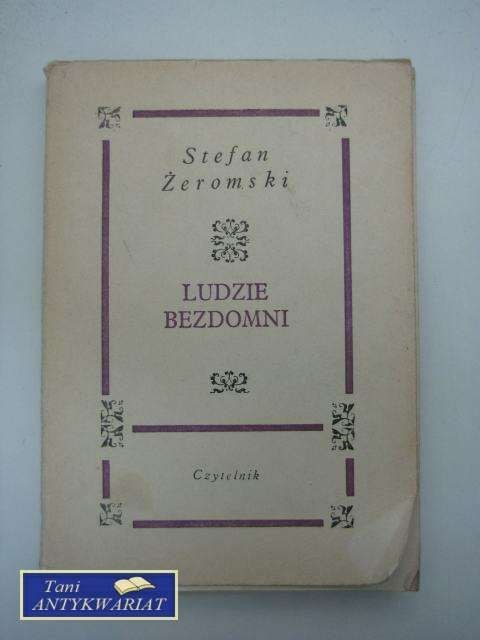 Stefan
Żeromski
LUDZIE
BEZDOMNI
Czytelnik
Tani
ANTYKWARIAT